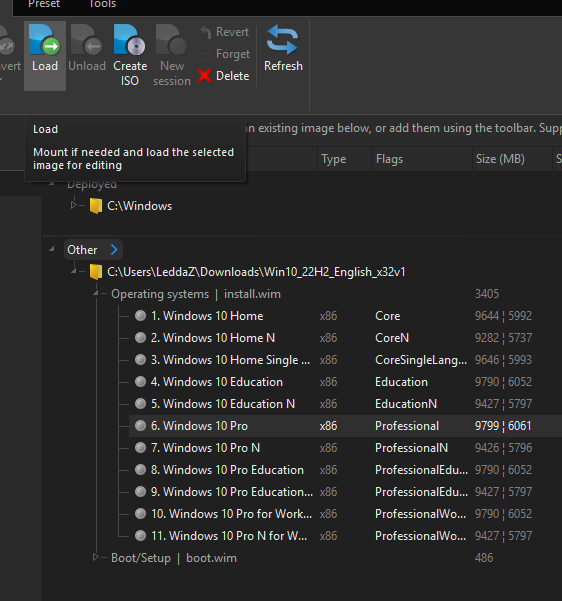 Preset Tools
Load Unload Create ISO New session Revert Forget Delete Refresh
Load
Mount if needed and load the selected
image for editing
an existing image below, or add them using the toolbar.
Type Flags Size (MB)
Deployed
C:\Windows
Other
C:\Users\LeddaZ\Downloads\Win10_22H2_English_x32v1
Operating systems | install.wim 3405
1. Windows 10 Home x86 Core 9644 ¦ 5992
2. Windows 10 Home N x86 CoreN 9282 ¦ 5737
3. Windows 10 Home Single ... x86 CoreSingleLang... 9646 ¦ 5993
4. Windows 10 Education x86 Education 9790 ¦ 6052
5. Windows 10 Education N x86 EducationN 9427 ¦ 5797
6. Windows 10 Pro x86 Professional 9799 ¦ 6061
7. Windows 10 Pro N x86 ProfessionalN 9426 ¦ 5796
8. Windows 10 Pro Education x86 ProfessionalEdu... 9790 ¦ 6052
9. Windows 10 Pro Education... x86 ProfessionalEdu... 9427 ¦ 5797
10. Windows 10 Pro for Work... x86 ProfessionalWo... 9790 ¦ 6052
11. Windows 10 Pro N for W... x86 ProfessionalWo... 9427 ¦ 5797
Boot/Setup | boot.wim 486